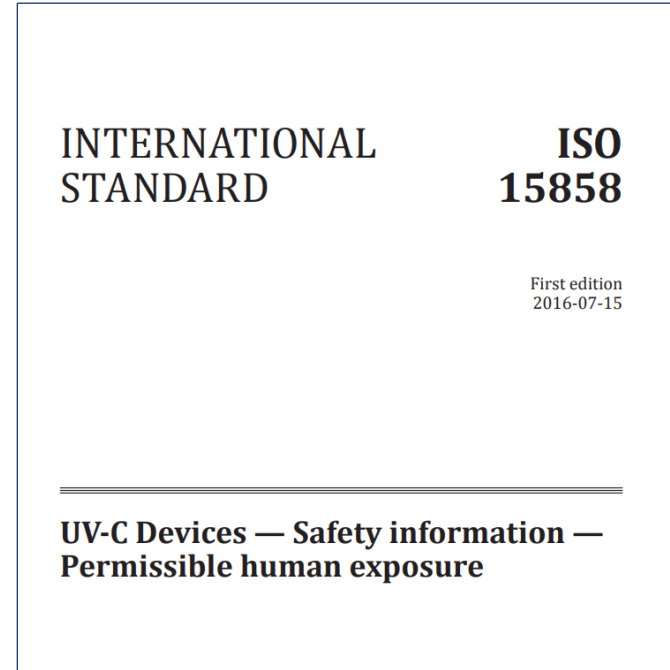 INTERNATIONAL STANDARD
ISO 15858
First edition
2016-07-15
UV-C Devices — Safety information —
Permissible human exposure